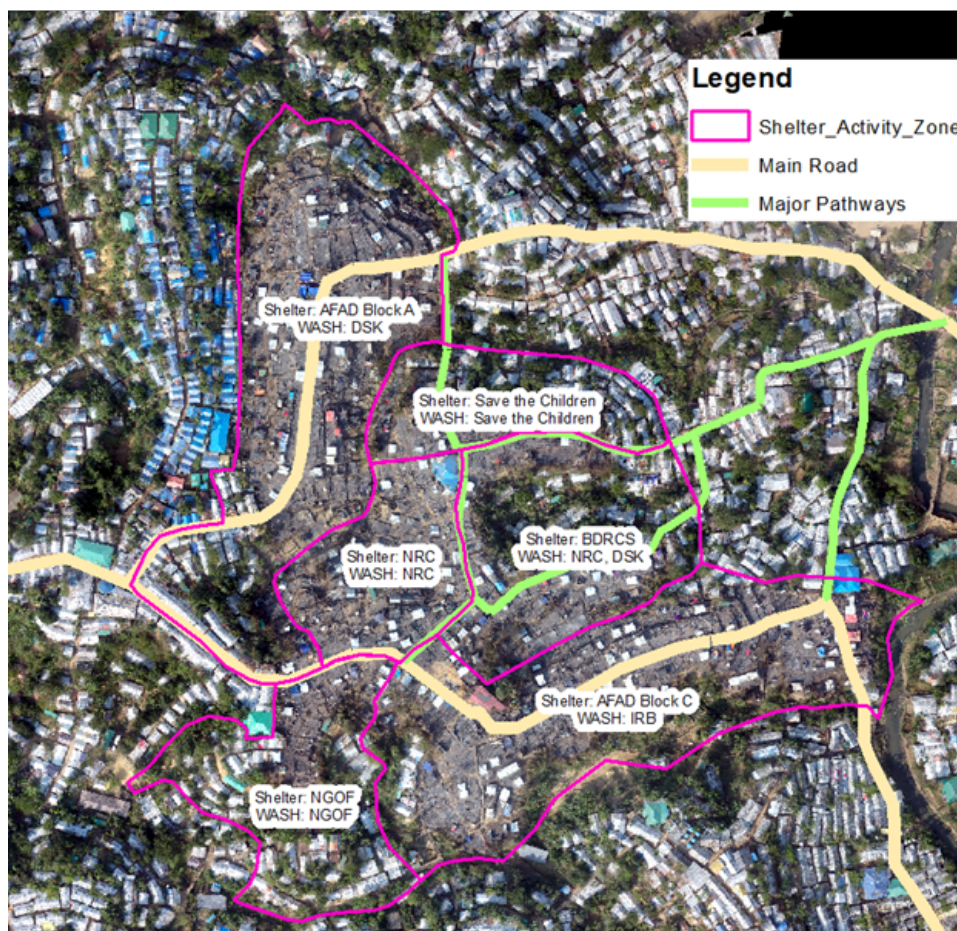 Legend
Shelter_Activity_Zone
Main Road
Major Pathways
Shelter: AFAD Block A
WASH: DSK
Shelter: Save the Children
WASH: Save the Children
Shelter: NRC
WASH: NRC
Shelter: BDRCS
WASH: NRC, DSK
Shelter: AFAD Block C
WASH: IRB
Shelter: NGOF
WASH: NGOF